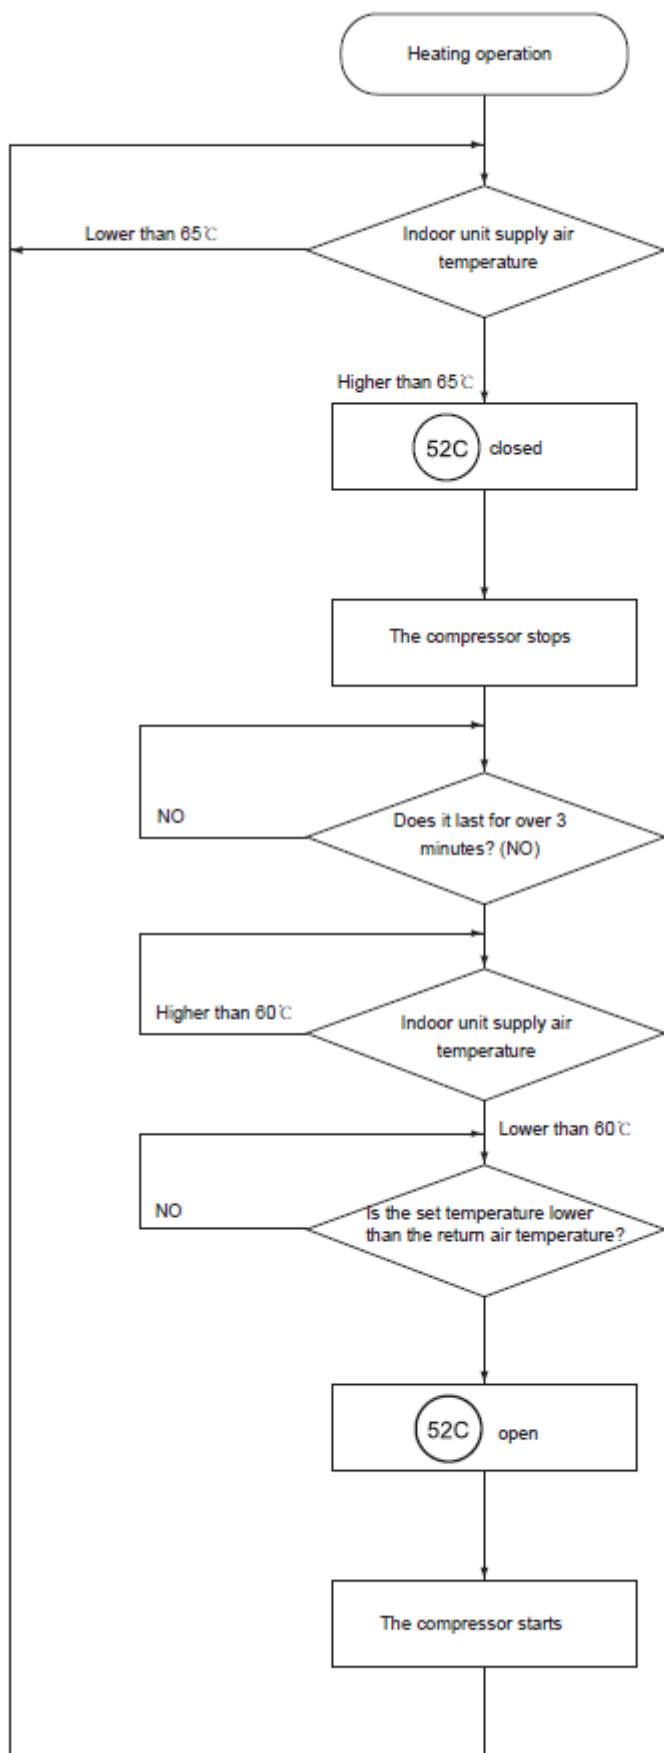 Heating operation
Lower than 65℃
Indoor unit supply air
temperature
Higher than 65℃
52C closed
The compressor stops
NO
Does it last for over 3
minutes? (NO)
Higher than 60℃
Indoor unit supply air
temperature
Lower than 60℃
NO
Is the set temperature lower
than the return air temperature?
52C open
The compressor starts